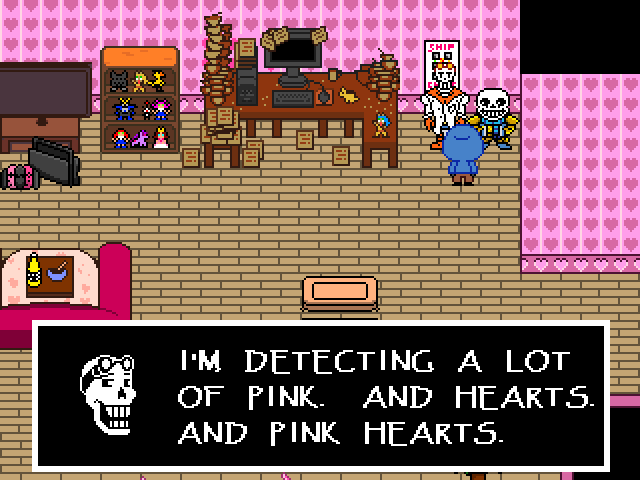 SHIP
I'M DETECTING A LOT
OF PINK. AND HEARTS.
AND PINK HEARTS.